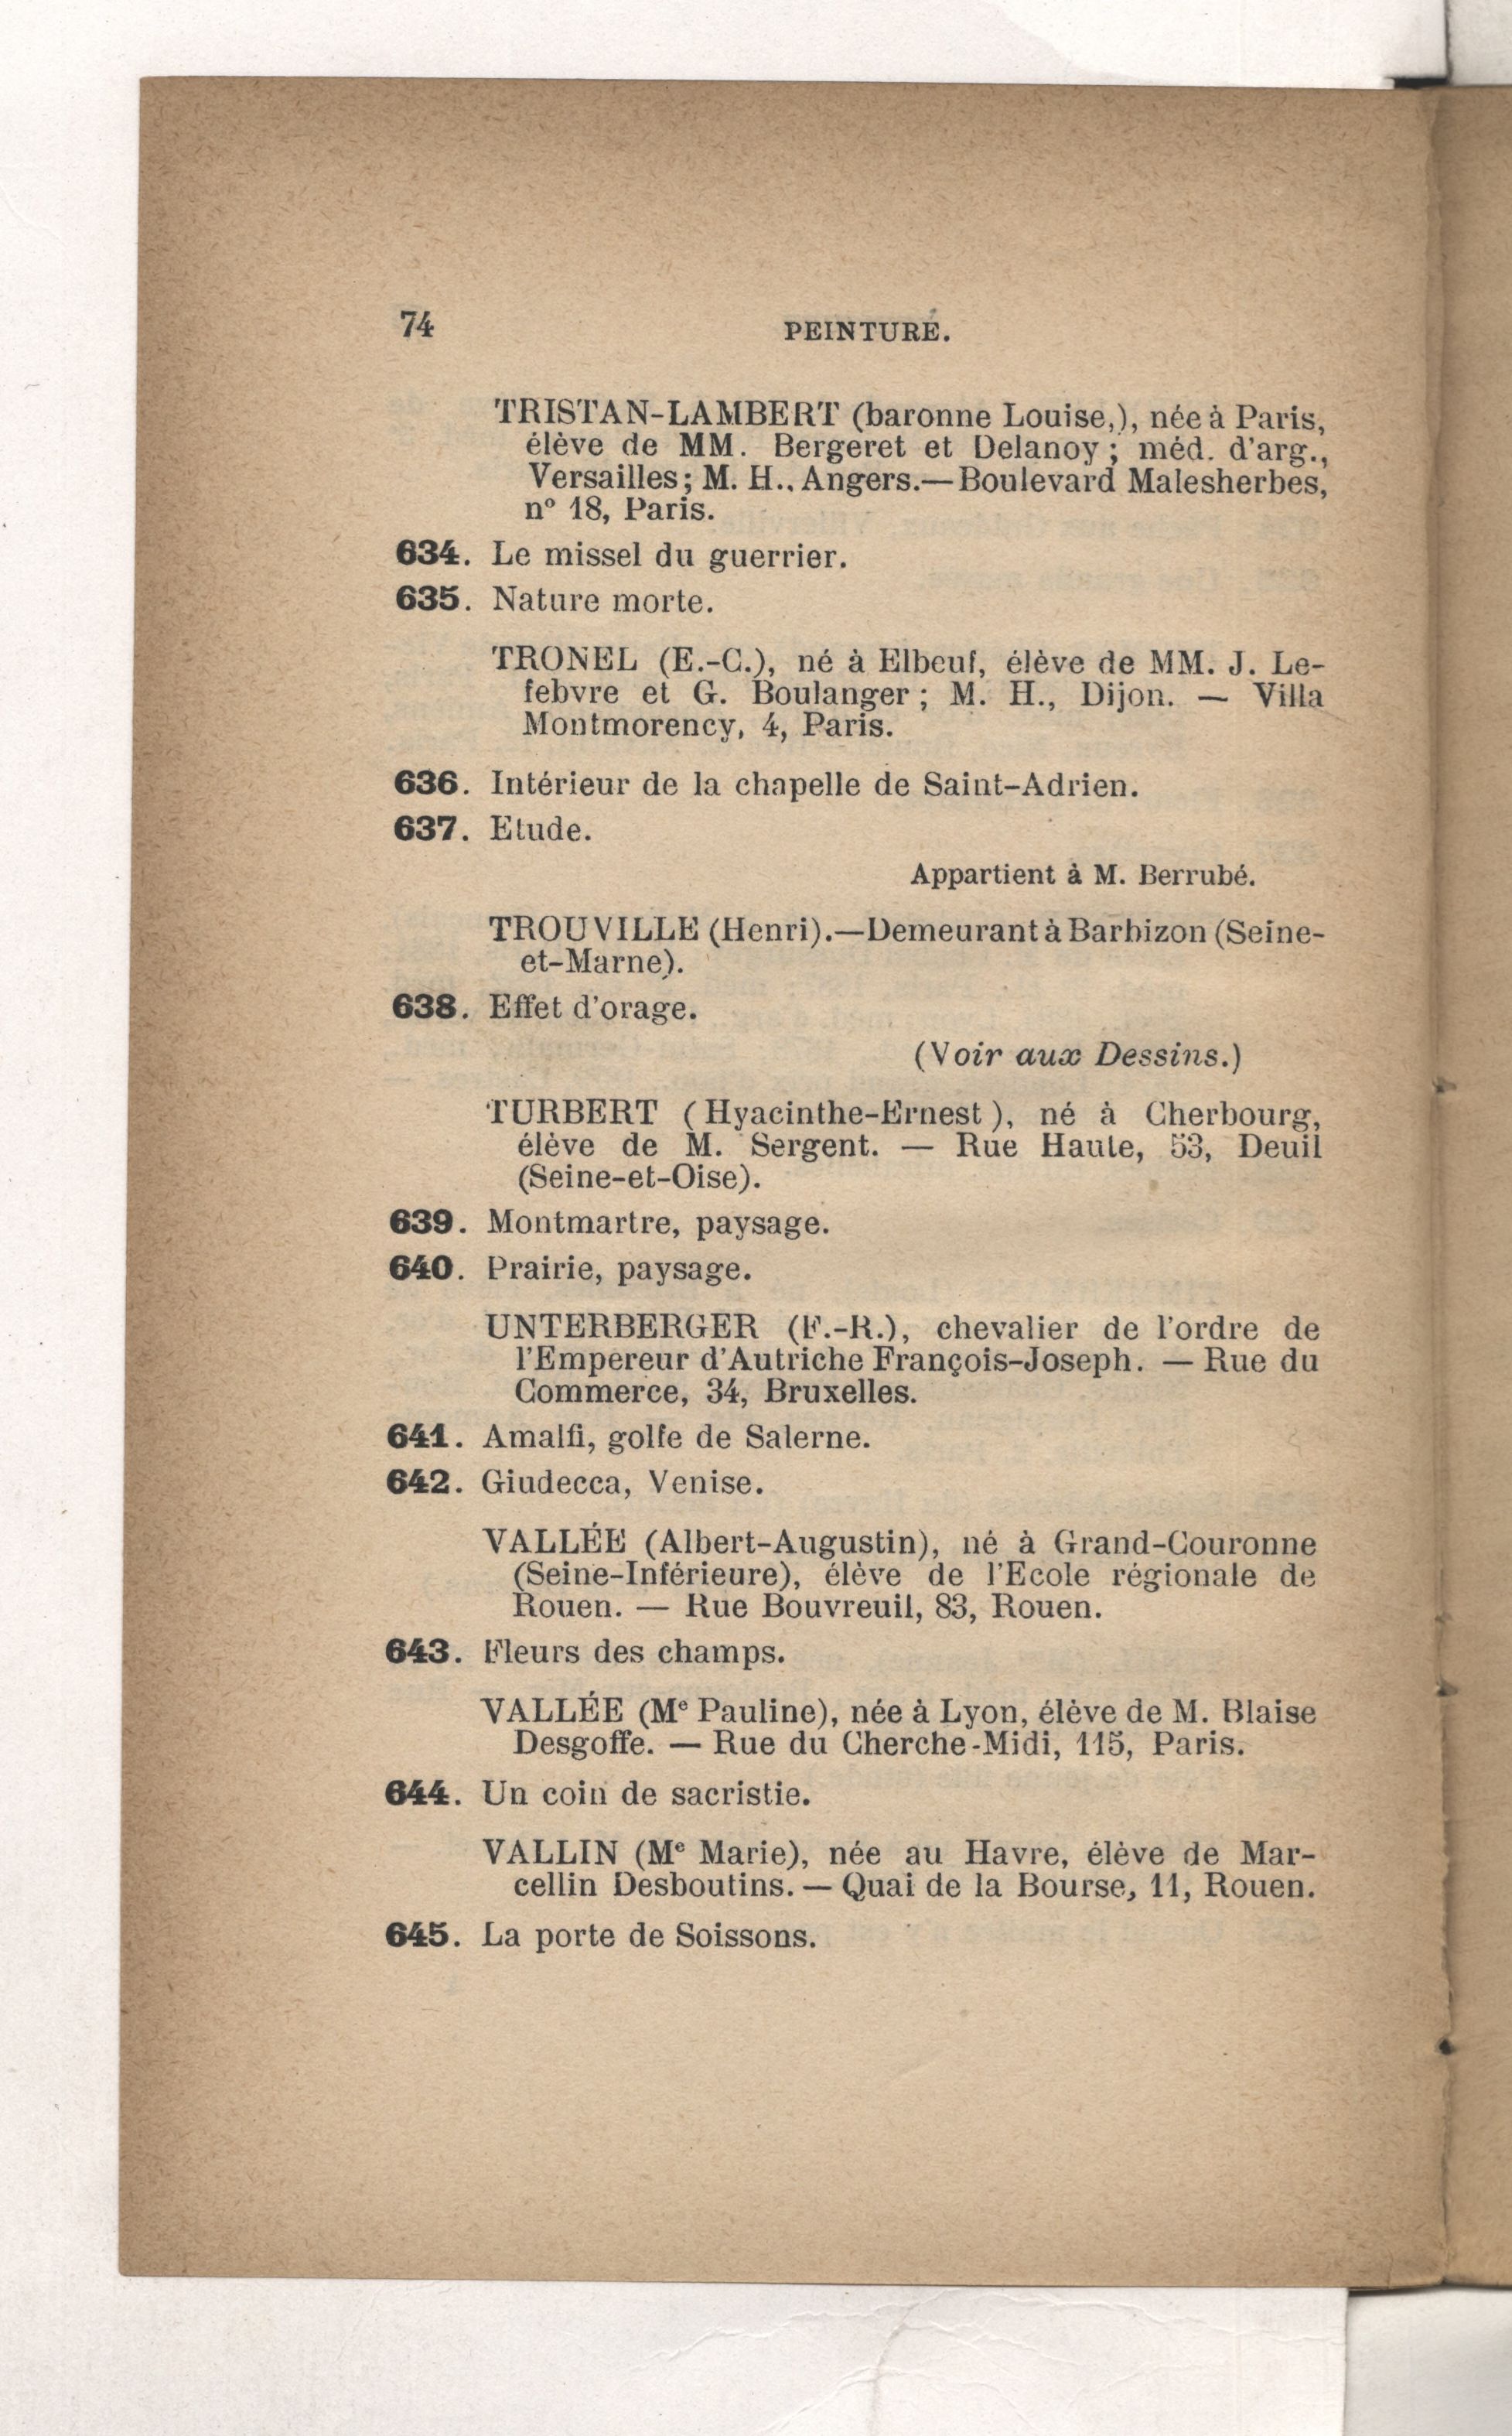 74
PEINTURE.
TRISTAN-LAMBERT (baronne Louise,), née à Paris,
élève de MM. Bergeret et Delanoy ; méd. d'arg.,
Versailles ; M. H., Angers.—Boulevard Malesherbes,
n° 18, Paris.
634. Le missel du guerrier.
635. Nature morte.
TRONEL (E.-C.), né à Elbeuf, élève de MM. J. Le-
febvre et G. Boulanger ; M. H., Dijon. — Villa
Montmorency, 4, Paris.
636. Intérieur de la chapelle de Saint-Adrien.
637. Etude.
Appartient à M. Berrubé.
TROUVILLE (Henri).—Demeurant à Barbizon (Seine-
et-Marne).
638. Effet d'orage.
(Voir aux Dessins.)
TURBERT (Hyacinthe-Ernest), né à Cherbourg,
élève de M. Sergent. — Rue Haute, 53, Deuil
(Seine-et-Oise).
639. Montmartre, paysage.
640. Prairie, paysage.
UNTERBERGER (F.-R.), chevalier de l'ordre de
l'Empereur d'Autriche François-Joseph. — Rue du
Commerce, 34, Bruxelles.
641. Amalfi, golfe de Salerne.
642. Giudecca, Venise.
VALLÉE (Albert-Augustin), né à Grand-Couronne
(Seine-Inférieure), élève de l'Ecole régionale de
Rouen. — Rue Bouvreuil, 83, Rouen.
643. Fleurs des champs.
VALLÉE (Mᵉ Pauline), née à Lyon, élève de M. Blaise
Desgoffe. — Rue du Cherche-Midi, 115, Paris.
644. Un coin de sacristie.
VALLIN (Mᵉ Marie), née au Havre, élève de Mar-
cellin Desboutins. — Quai de la Bourse, 11, Rouen.
645. La porte de Soissons.